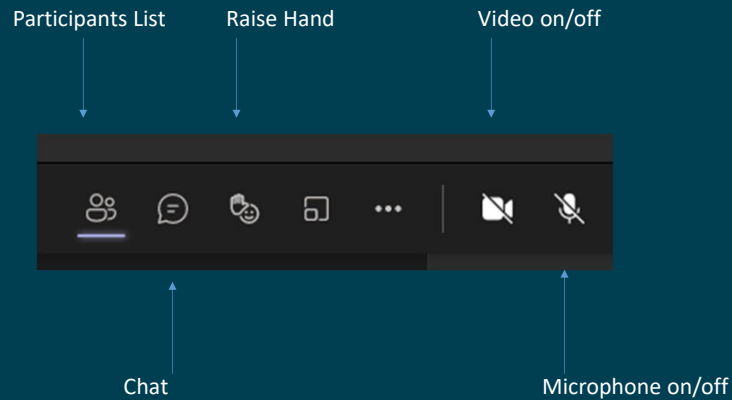 Participants List
Raise Hand
Video on/off
Chat
Microphone on/off